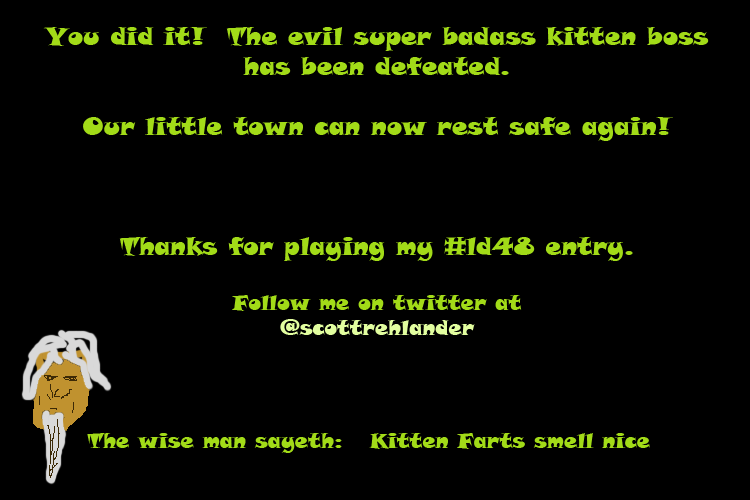 You did it!  The evil super badass kitten boss
has been defeated.
Our little town can now rest safe again!
Thanks for playing my #ld48 entry.
Follow me on twitter at
@scottrehlander
The wise man sayeth:   Kitten Farts smell nice